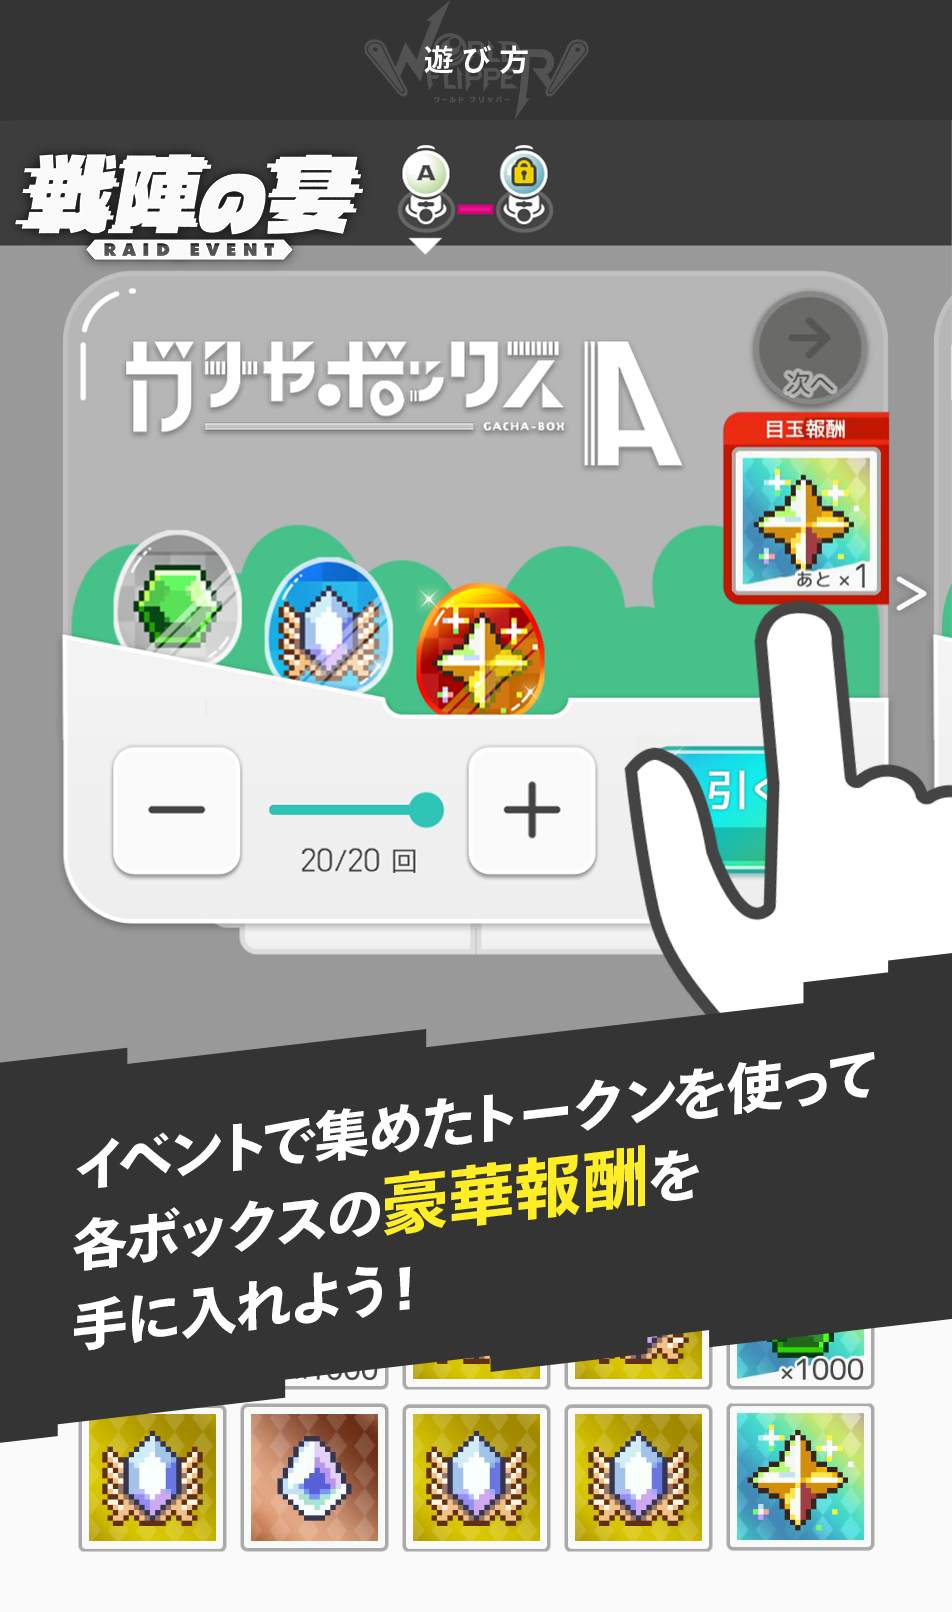 WORLD FLIPPER
ワールド フリッパー
遊び方
戦陣の宴
RAID EVENT
A
ガチャボックス A
GACHA-BOX
次へ
目玉報酬
あと ×1
引く
20/20 回
イベントで集めたトークンを使って
各ボックスの豪華報酬を
手に入れよう!
×1000
×1000